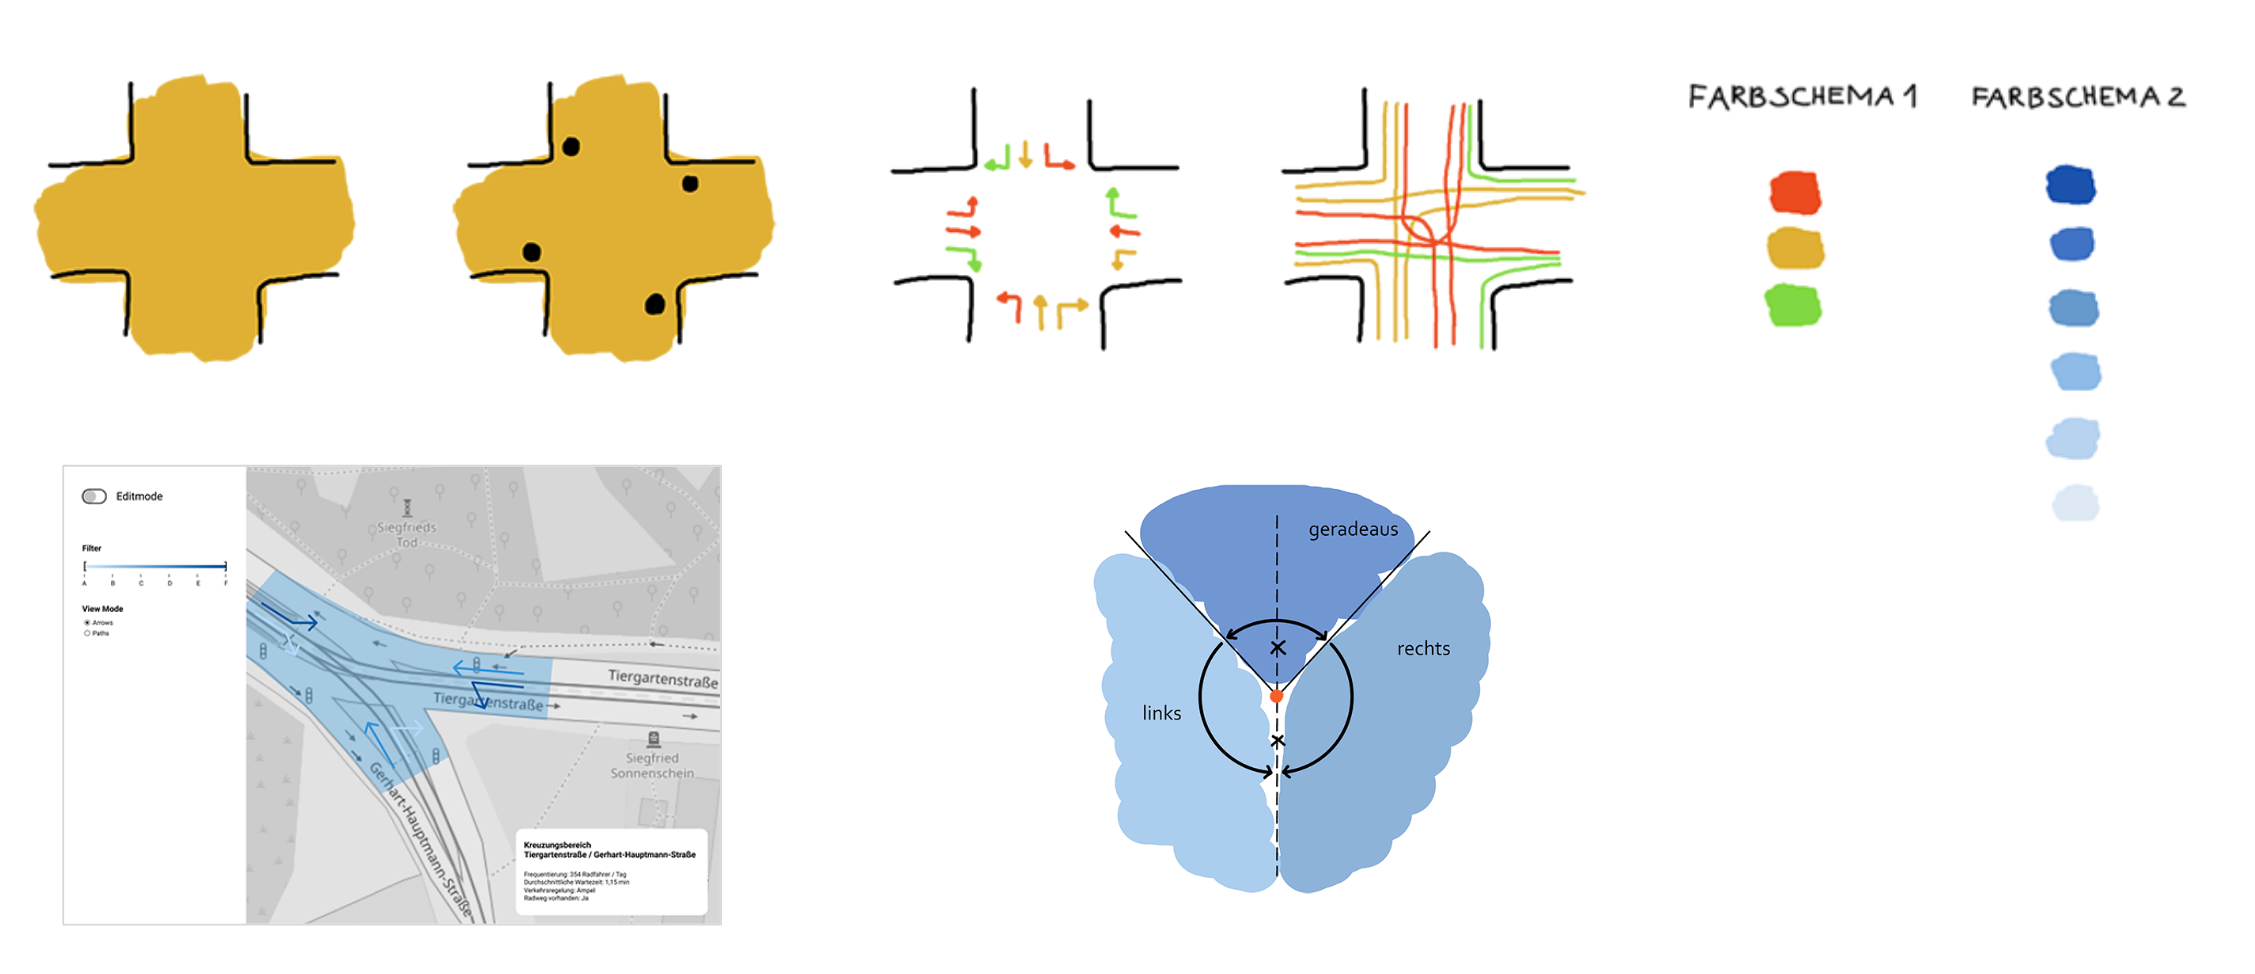 FARBSCHEMA 1
FARBSCHEMA 2
Editmode
Filter
A B C D E F
View Mode
Arrows
Paths
Siegfrieds
Tod
Tiergartenstraße
Tiergartenstraße
Siegfried
Sonnenschein
Gerhart-Hauptmann-Straße
Kreuzungsbereich
Tiergartenstraße / Gerhart-Hauptmann-Straße
Frequentierung: 354 Radfahrer / Tag
Durchschnittliche Wartezeit: 1,15 min
Verkehrsregelung: Ampel
Radweg vorhanden: Ja
geradeaus
rechts
links